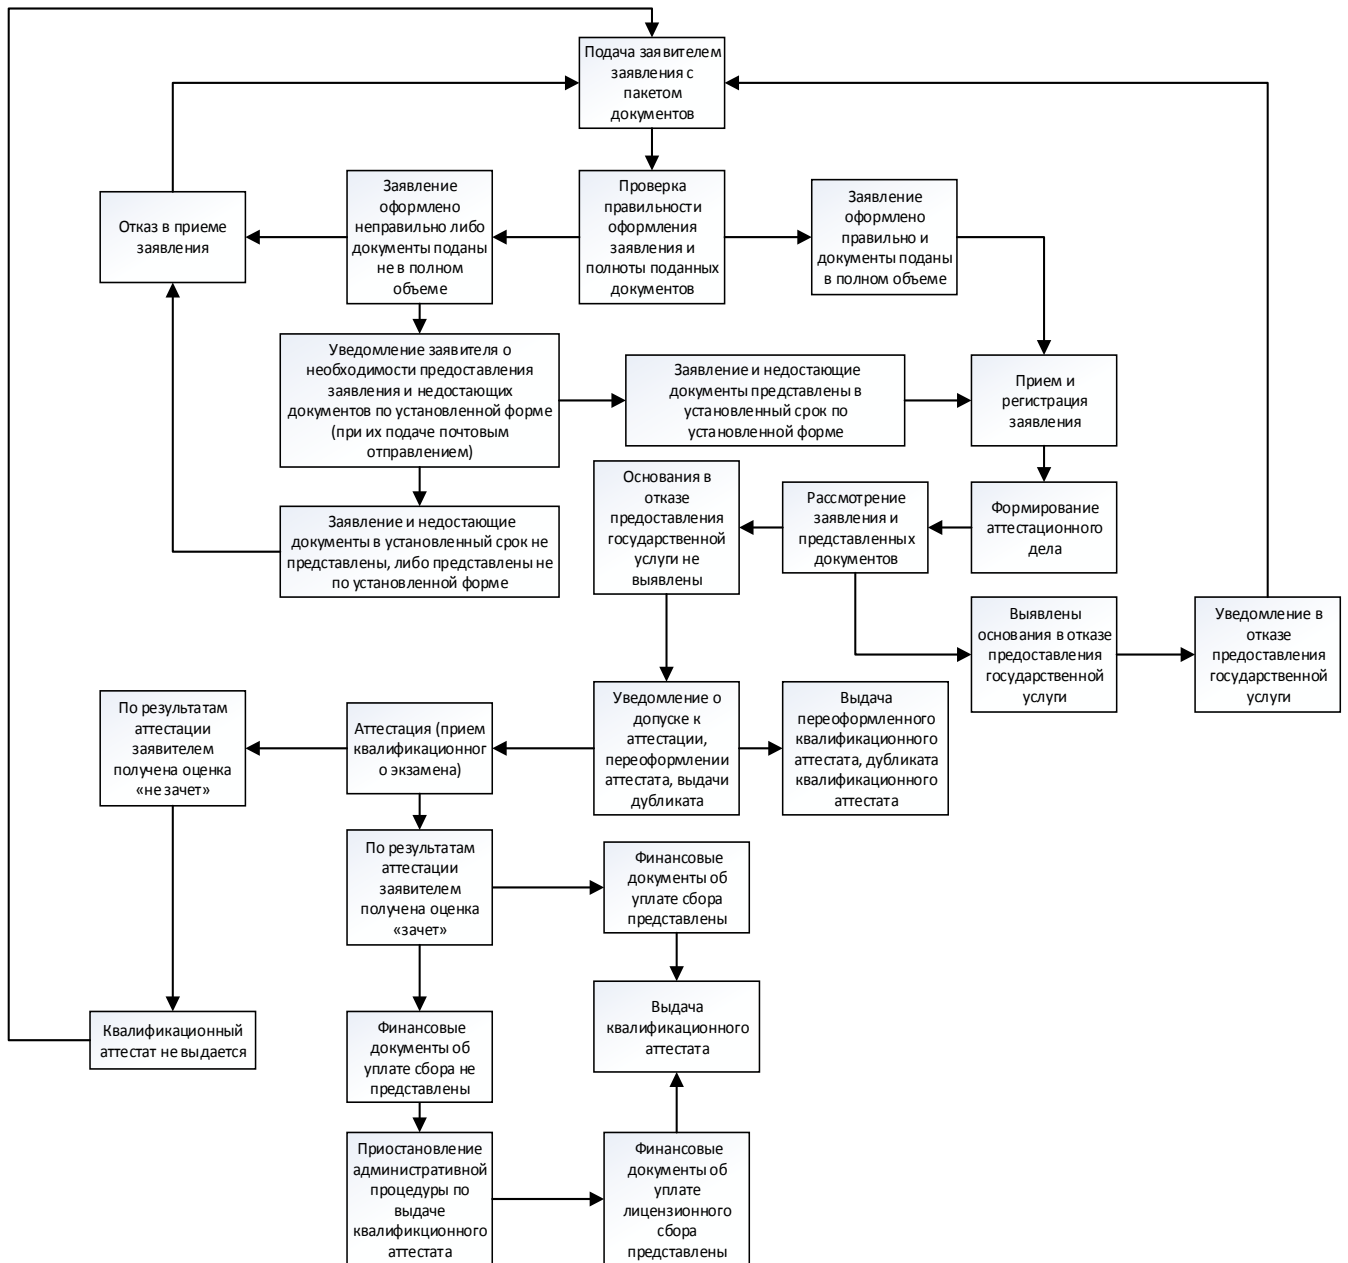 Подача заявителем
заявления с
пакетом
документов
Отказ в приеме
заявления
Заявление
оформлено
неправильно либо
документы поданы
не в полном
объеме
Проверка
правильности
оформления
заявления и
полноты поданных
документов
Заявление
оформлено
правильно и
документы поданы
в полном объеме
Уведомление заявителя о
необходимости предоставления
заявления и недостающих
документов по установленной форме
(при их подаче почтовым
отправлением)
Заявление и недостающие
документы представлены в
установленный срок по
установленной форме
Прием и
регистрация
заявления
Заявление и недостающие
документы в установленный срок не
представлены, либо представлены не
по установленной форме
Основания в
отказе
предоставления
государственной
услуги не
выявлены
Рассмотрение
заявления и
представленных
документов
Формирование
аттестационного
дела
Выявлены
основания в отказе
предоставления
государственной
услуги
Уведомление в
отказе
предоставления
государственной
услуги
По результатам
аттестации
заявителем
получена оценка
«не зачет»
Аттестация (прием
квалификационног
о экзамена)
Уведомление о
допуске к
аттестации,
переоформлении
аттестата, выдачи
дубликата
Выдача
переоформленного
квалификационного
аттестата, дубликата
квалификационного
аттестата
По результатам
аттестации
заявителем
получена оценка
«зачет»
Финансовые
документы об
уплате сбора
представлены
Квалификационный
аттестат не выдается
Финансовые
документы об
уплате сбора не
представлены
Выдача
квалификационного
аттестата
Приостановление
административной
процедуры по
выдаче
квалификционного
аттестата
Финансовые
документы об
уплате
лицензионного
сбора
представлены